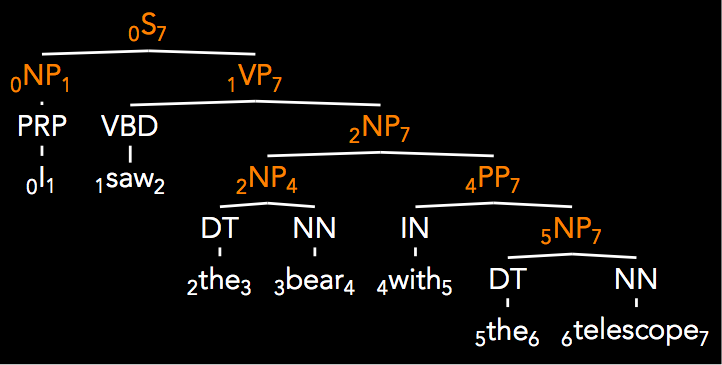 0S7
0NP1 1VP7
PRP VBD 2NP7
0I1 1saw2 2NP4 4PP7
DT NN IN 5NP7
2the3 3bear4 4with5 DT NN
5the6 6telescope7